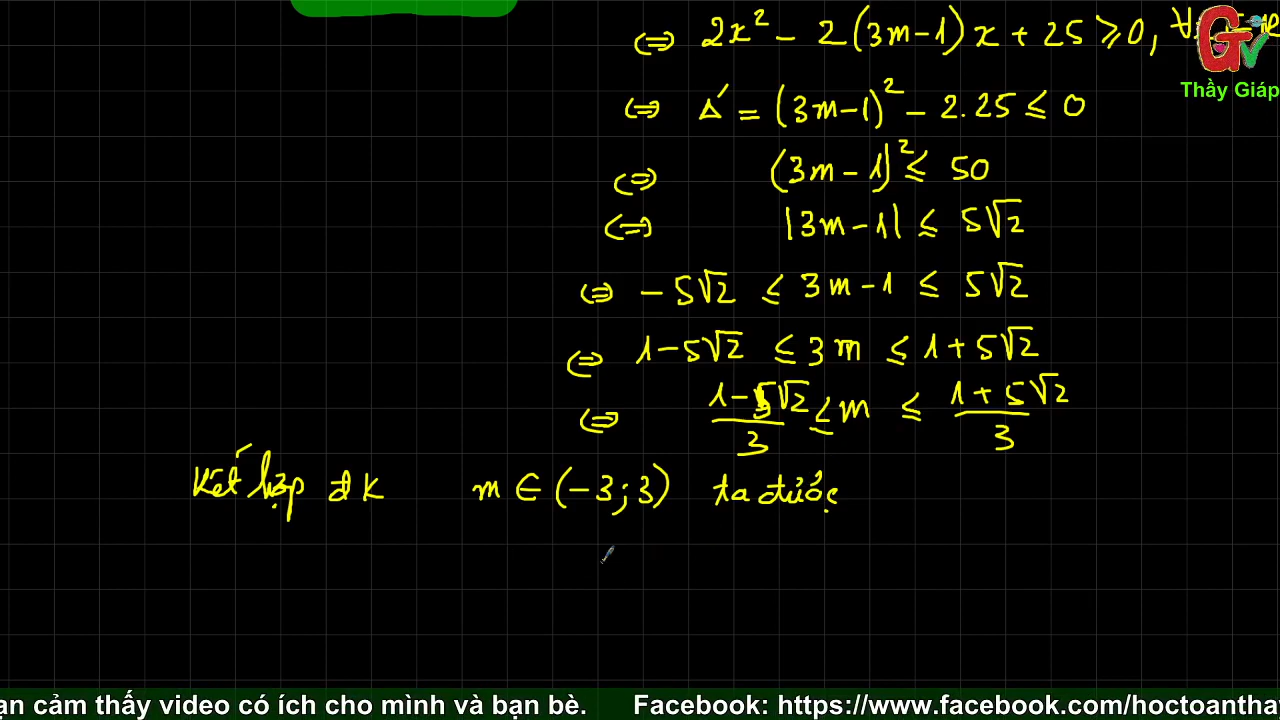 ⇔ 2x² - 2(3m-1)x + 25 ⩾ 0, ∀
Thầy Giáp
⇔ Δ' = (3m-1)² - 2.25 ≤ 0
⇔ (3m-1)² ≤ 50
⇔ |3m-1| ≤ 5√2
⇔ -5√2 ≤ 3m-1 ≤ 5√2
⇔ 1-5√2 ≤ 3m ≤ 1+5√2
⇔ (1-5√2)/3 ≤ m ≤ (1+5√2)/3
Kết hợp đk m ∈ (-3;3) ta được
ạn cảm thấy video có ích cho mình và bạn bè. Facebook: https://www.facebook.com/hoctoantha